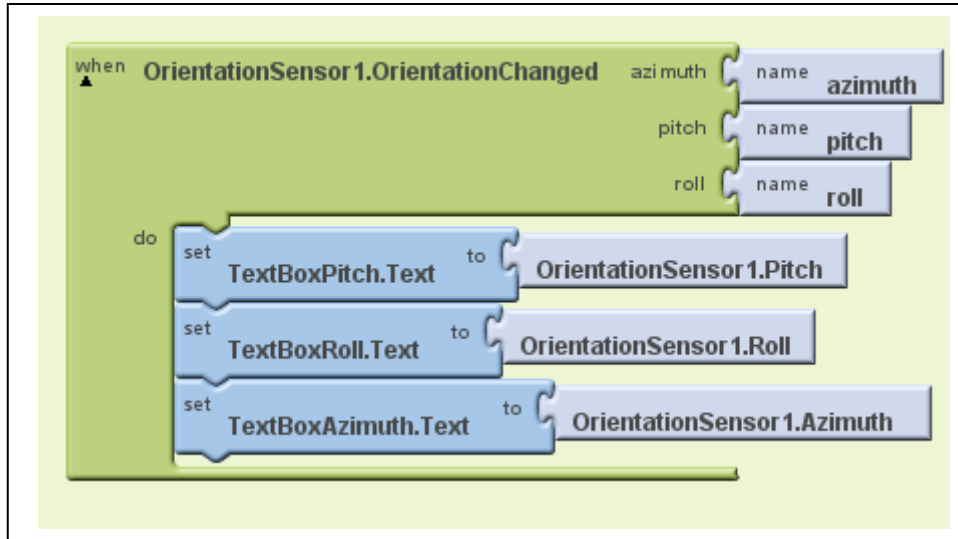 when OrientationSensor1.OrientationChanged azimuth name azimuth
pitch name pitch
roll name roll
do
set TextBoxPitch.Text to OrientationSensor1.Pitch
set TextBoxRoll.Text to OrientationSensor1.Roll
set TextBoxAzimuth.Text to OrientationSensor1.Azimuth